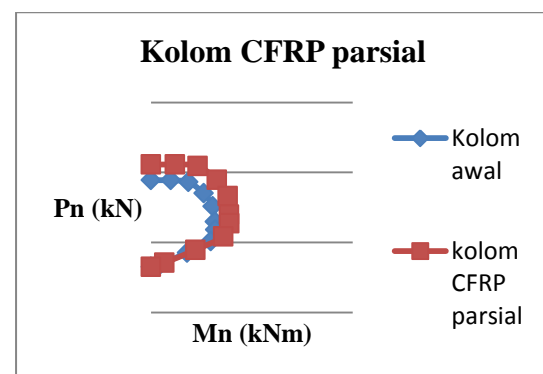 Kolom CFRP parsial
Pn (kN)
Mn (kNm)
Kolom
awal
kolom
CFRP
parsial